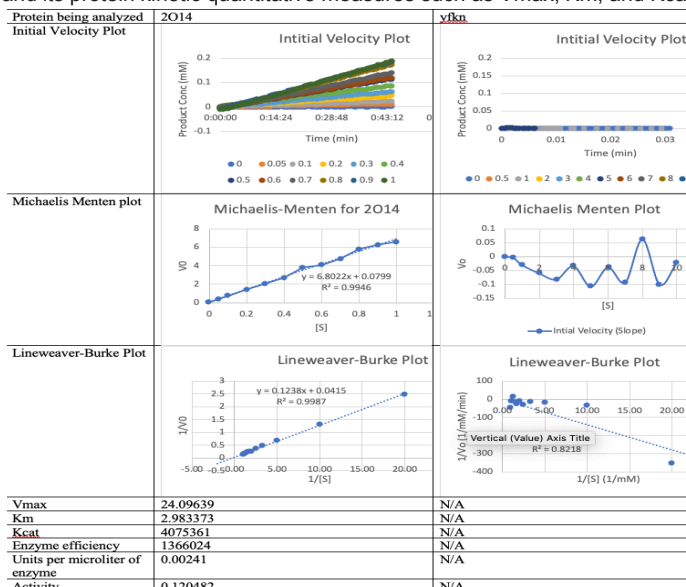 and its protein kinetic quantitative measures such as Vmax, Km, and Kcat
Protein being analyzed 2O14 yfkn
Initial Velocity Plot
Intitial Velocity Plot
Product Conc (mM)
0.2
0.1
0
-0.1
0:00:00 0:14:24 0:28:48 0:43:12 0
Time (min)
0 0.05 0.1 0.2 0.3 0.4
0.5 0.6 0.7 0.8 0.9 1
Intitial Velocity Plot
Product Conc (mM)
0.2
0.15
0.1
0.05
0
0 0.01 0.02 0.03
Time (min)
0 0.5 1 2 3 4 5 6 7 8
Michaelis Menten plot
Michaelis-Menten for 2O14
V0
8
6
4
2
0
y = 6.8022x + 0.0799
R² = 0.9946
0 0.2 0.4 0.6 0.8 1 1
[S]
Michaelis Menten Plot
Vo
0.1
0.05
0
-0.05
-0.1
-0.15
0 2 4 6 8 10
[S]
Intial Velocity (Slope)
Lineweaver-Burke Plot
Lineweaver-Burke Plot
1/V0
3
2.5
2
1.5
1
0.5
0
-0.5
y = 0.1238x + 0.0415
R² = 0.9987
-5.00 0.00 5.00 10.00 15.00 20.00
1/[S]
Lineweaver-Burke Plot
1/Vo (1/mM/min)
100
0
-100
-300
-400
0.00 5.00 10.00 15.00 20.00
Vertical (Value) Axis Title
R² = 0.8218
1/[S] (1/mM)
Vmax 24.09639 N/A
Km 2.983373 N/A
Kcat 4075361 N/A
Enzyme efficiency 1366024 N/A
Units per microliter of enzyme 0.00241 N/A
Activity 0.120482 N/A